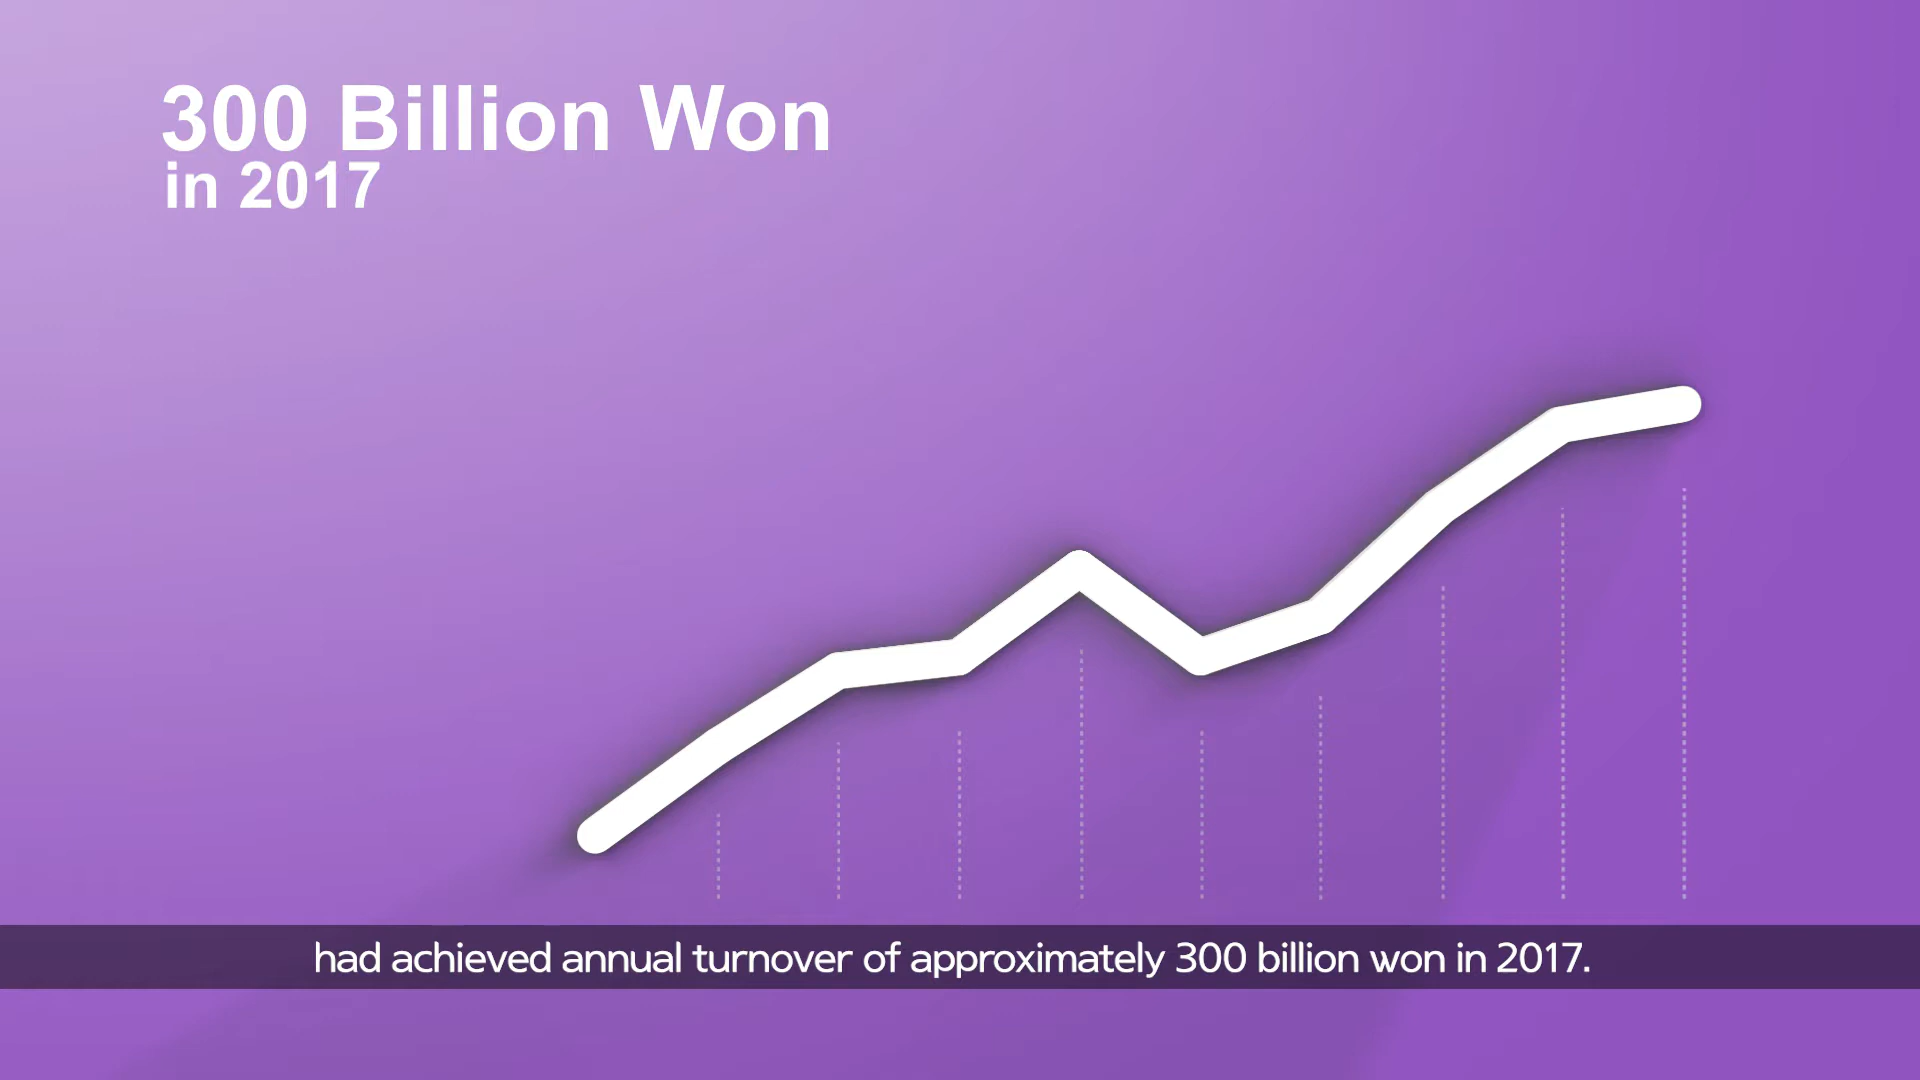 300 Billion Won
in 2017
had achieved annual turnover of approximately 300 billion won in 2017.